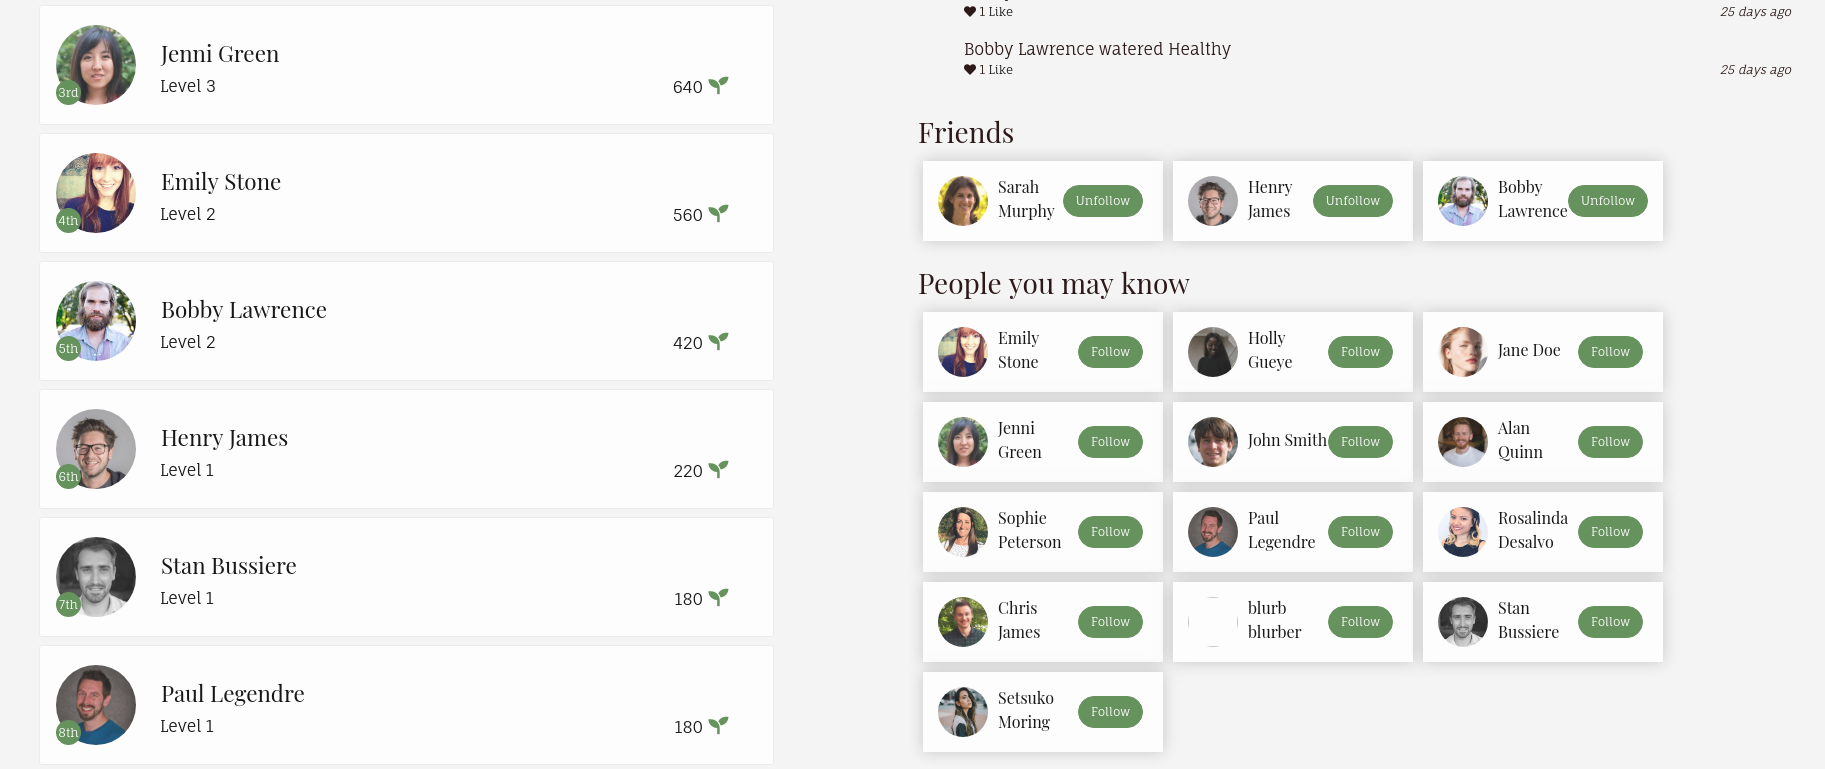 Jenni Green
Level 3
640
3rd
Emily Stone
Level 2
560
4th
Bobby Lawrence
Level 2
420
5th
Henry James
Level 1
220
6th
Stan Bussiere
Level 1
180
7th
Paul Legendre
Level 1
180
8th
1 Like
25 days ago
Bobby Lawrence watered Healthy
1 Like
25 days ago
Friends
Sarah
Murphy
Unfollow
Henry
James
Unfollow
Bobby
Lawrence
Unfollow
People you may know
Emily
Stone
Follow
Holly
Gueye
Follow
Jane Doe
Follow
Jenni
Green
Follow
John Smith
Follow
Alan
Quinn
Follow
Sophie
Peterson
Follow
Paul
Legendre
Follow
Rosalinda
Desalvo
Follow
Chris
James
Follow
blurb
blurber
Follow
Stan
Bussiere
Follow
Setsuko
Moring
Follow